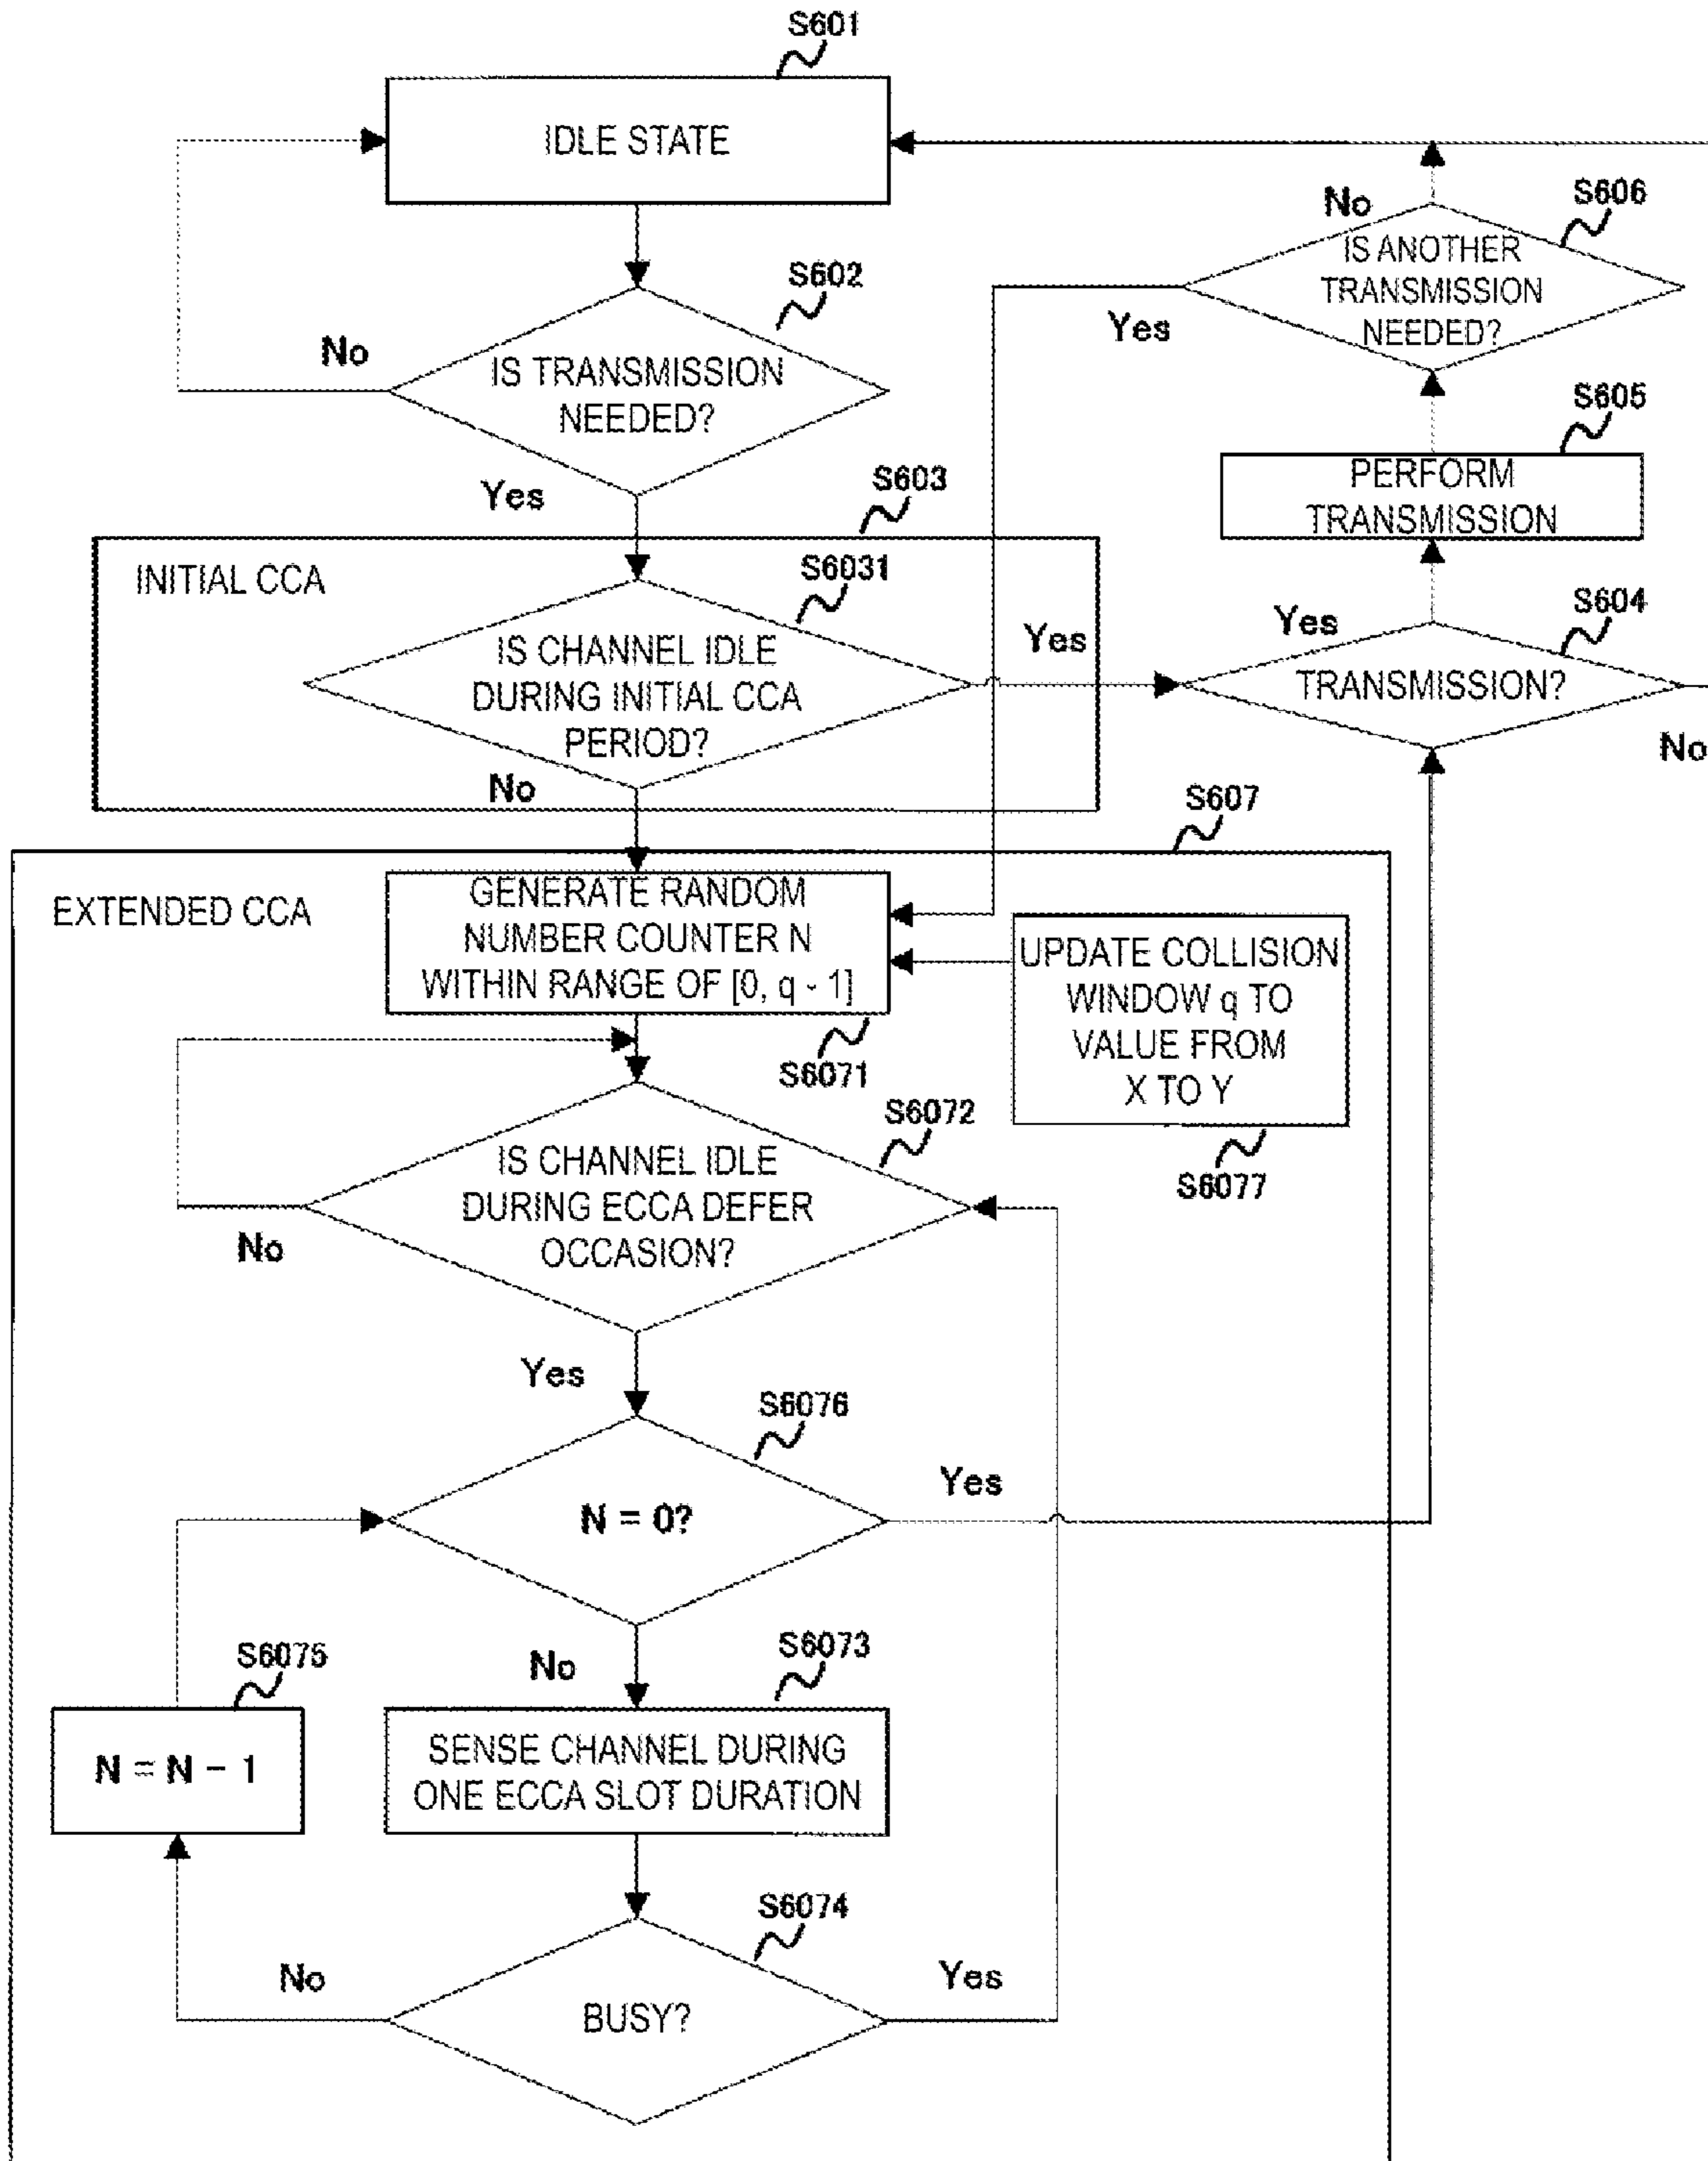 S601
IDLE STATE
S602
No
IS TRANSMISSION
NEEDED?
Yes
S606
No
IS ANOTHER
TRANSMISSION
NEEDED?
Yes
S605
PERFORM
TRANSMISSION
S603
INITIAL CCA
S6031
IS CHANNEL IDLE
DURING INITIAL CCA
PERIOD?
Yes
No
S604
Yes
TRANSMISSION?
No
S607
EXTENDED CCA
GENERATE RANDOM
NUMBER COUNTER N
WITHIN RANGE OF [0, q - 1]
S6071
UPDATE COLLISION
WINDOW q TO
VALUE FROM
X TO Y
S6077
S6072
IS CHANNEL IDLE
DURING ECCA DEFER
OCCASION?
No
Yes
S6076
N = 0?
Yes
No
S6075
N = N - 1
S6073
SENSE CHANNEL DURING
ONE ECCA SLOT DURATION
S6074
No
BUSY?
Yes